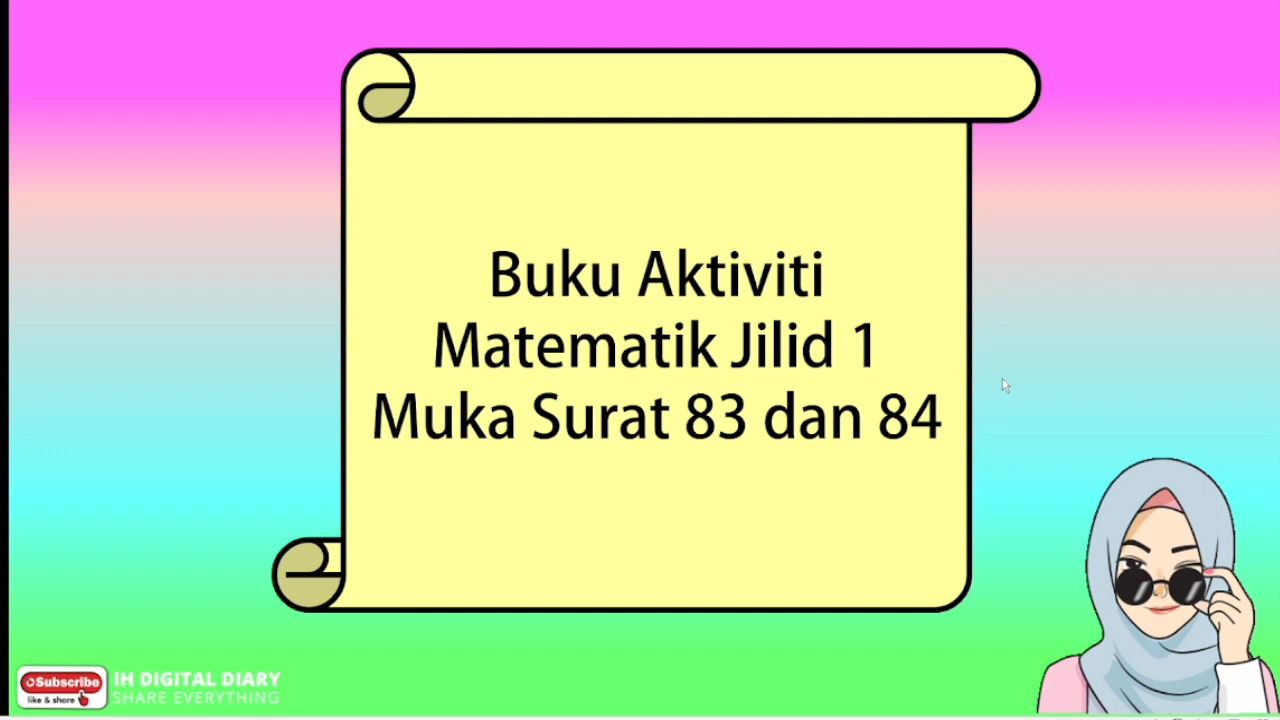 Buku Aktiviti
Matematik Jilid 1
Muka Surat 83 dan 84
Subscribe
like & share
IH DIGITAL DIARY
SHARE EVERYTHING